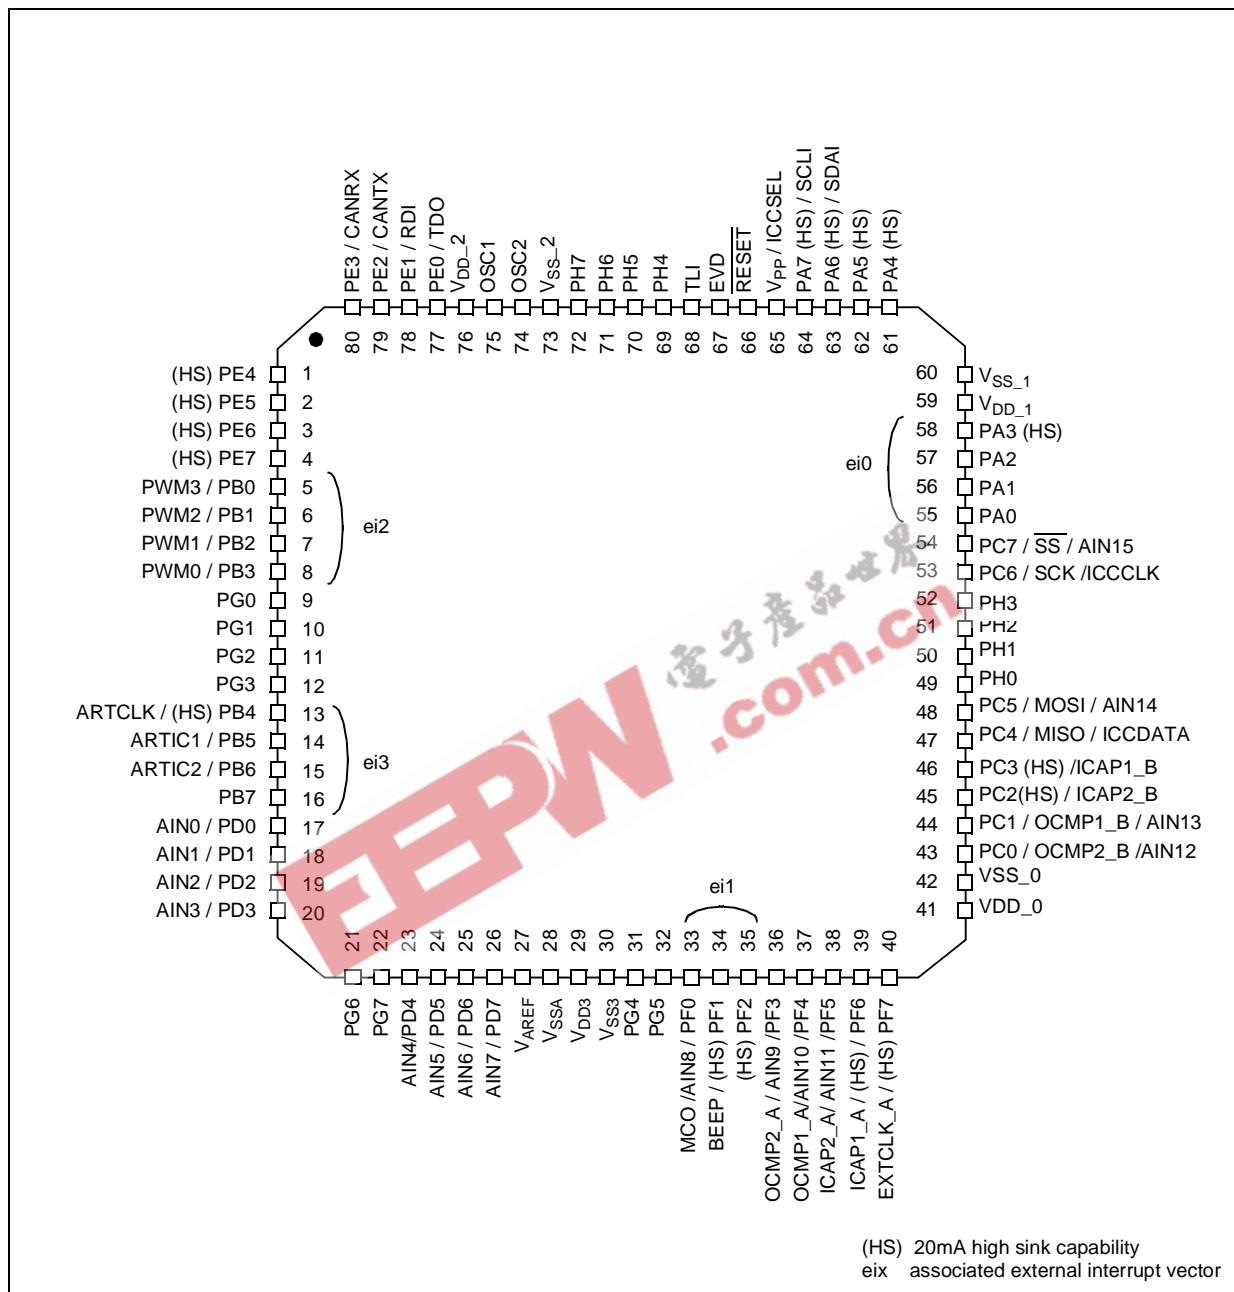 PE3 / CANRX
PE2 / CANTX
PE1 / RDI
PE0 / TDO
VDD_2
OSC1
OSC2
VSS_2
PH7
PH6
PH5
PH4
TLI
EVD
RESET
VPP / ICCSEL
PA7 (HS) / SCLI
PA6 (HS) / SDAI
PA5 (HS)
PA4 (HS)
80 79 78 77 76 75 74 73 72 71 70 69 68 67 66 65 64 63 62 61
(HS) PE4 1
(HS) PE5 2
(HS) PE6 3
(HS) PE7 4
PWM3 / PB0 5
PWM2 / PB1 6
PWM1 / PB2 7
PWM0 / PB3 8
ei2
PG0 9
PG1 10
PG2 11
PG3 12
ARTCLK / (HS) PB4 13
ARTIC1 / PB5 14
ARTIC2 / PB6 15
PB7 16
ei3
AIN0 / PD0 17
AIN1 / PD1 18
AIN2 / PD2 19
AIN3 / PD3 20
60 VSS_1
59 VDD_1
58 PA3 (HS)
57 PA2
56 PA1
55 PA0
ei0
54 PC7 / SS / AIN15
53 PC6 / SCK /ICCCLK
52 PH3
51 PH2
50 PH1
49 PH0
48 PC5 / MOSI / AIN14
47 PC4 / MISO / ICCDATA
46 PC3 (HS) /ICAP1_B
45 PC2(HS) / ICAP2_B
44 PC1 / OCMP1_B / AIN13
43 PC0 / OCMP2_B /AIN12
42 VSS_0
41 VDD_0
ei1
21 22 23 24 25 26 27 28 29 30 31 32 33 34 35 36 37 38 39 40
PG6
PG7
AIN4/PD4
AIN5 / PD5
AIN6 / PD6
AIN7 / PD7
VAREF
VSSA
VDD3
VSS3
PG4
PG5
MCO /AIN8 / PF0
BEEP / (HS) PF1
(HS) PF2
OCMP2_A / AIN9 /PF3
OCMP1_A/AIN10 /PF4
ICAP2_A/ AIN11 /PF5
ICAP1_A / (HS) / PF6
EXTCLK_A / (HS) PF7
EEPW
電子產品世界
.com.cn
(HS) 20mA high sink capability
eix associated external interrupt vector